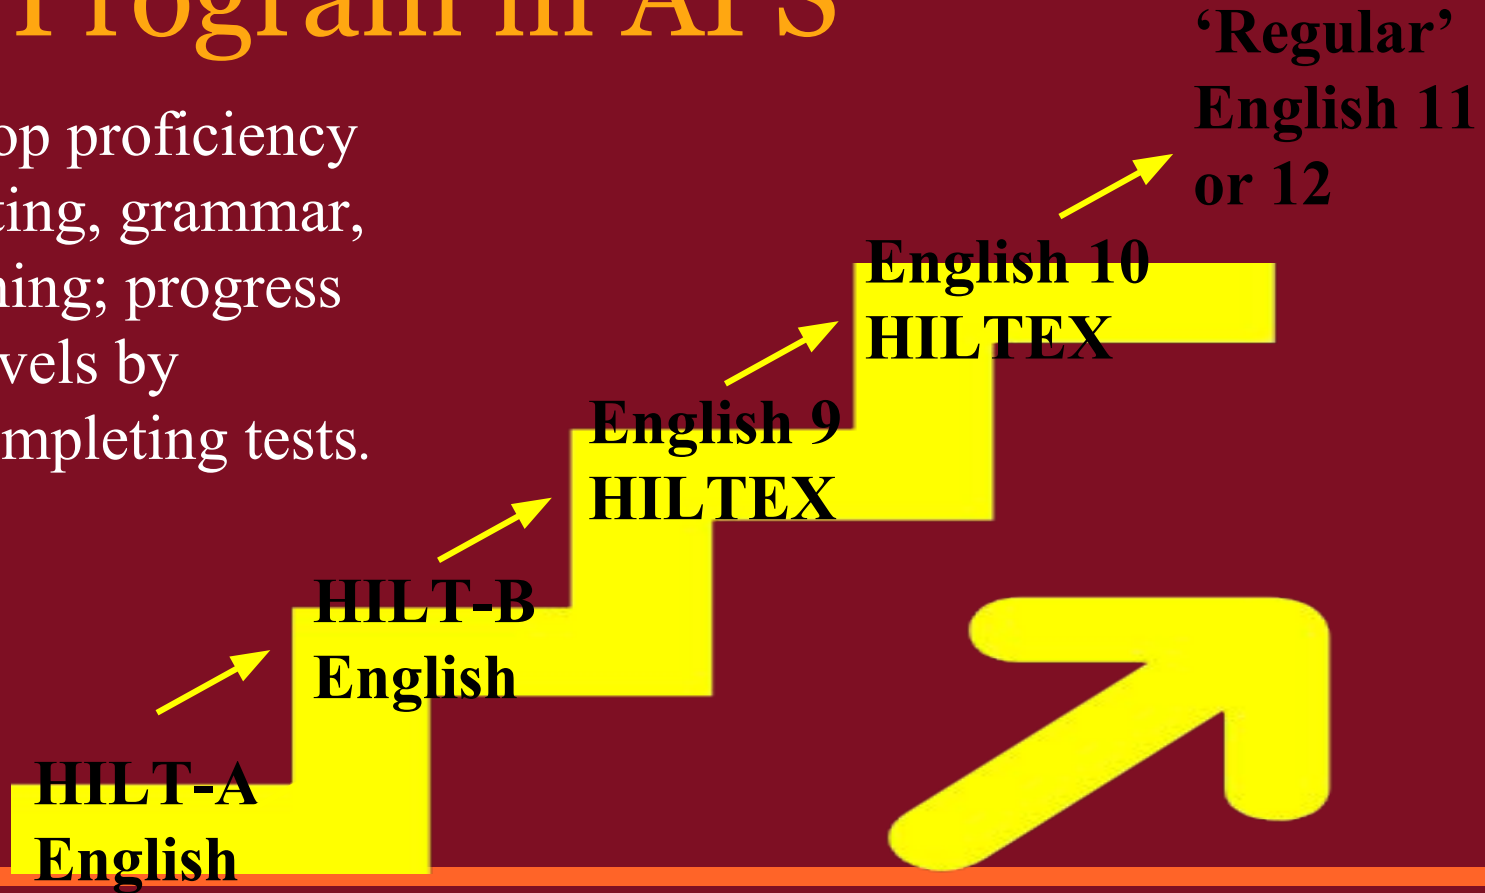 Program in APS
op proficiency
ting, grammar,
ning; progress
vels by
mpleting tests.
‘Regular’
English 11
or 12
English 10
HILTEX
English 9
HILTEX
HILT-B
English
HILT-A
English